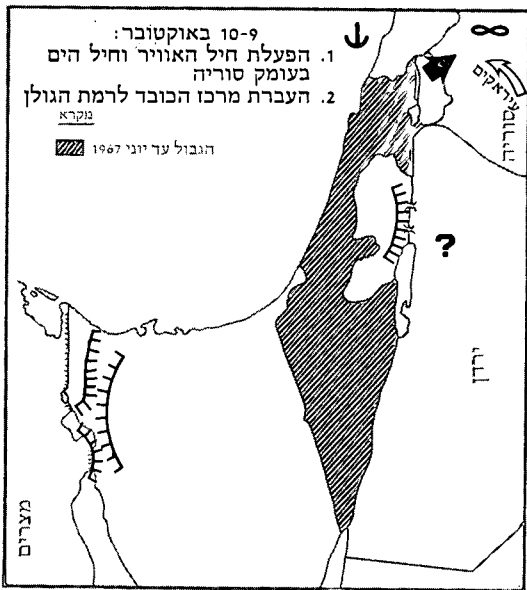 9-10 באוקטובר:
1. הפעלת חיל האוויר וחיל הים
בעומק סוריה
2. העברת מרכז הכובד לרמת הגולן
מקרא
הגבול עד יוני 1967
עיראקים
סוריה
?
ירדן
מצרים